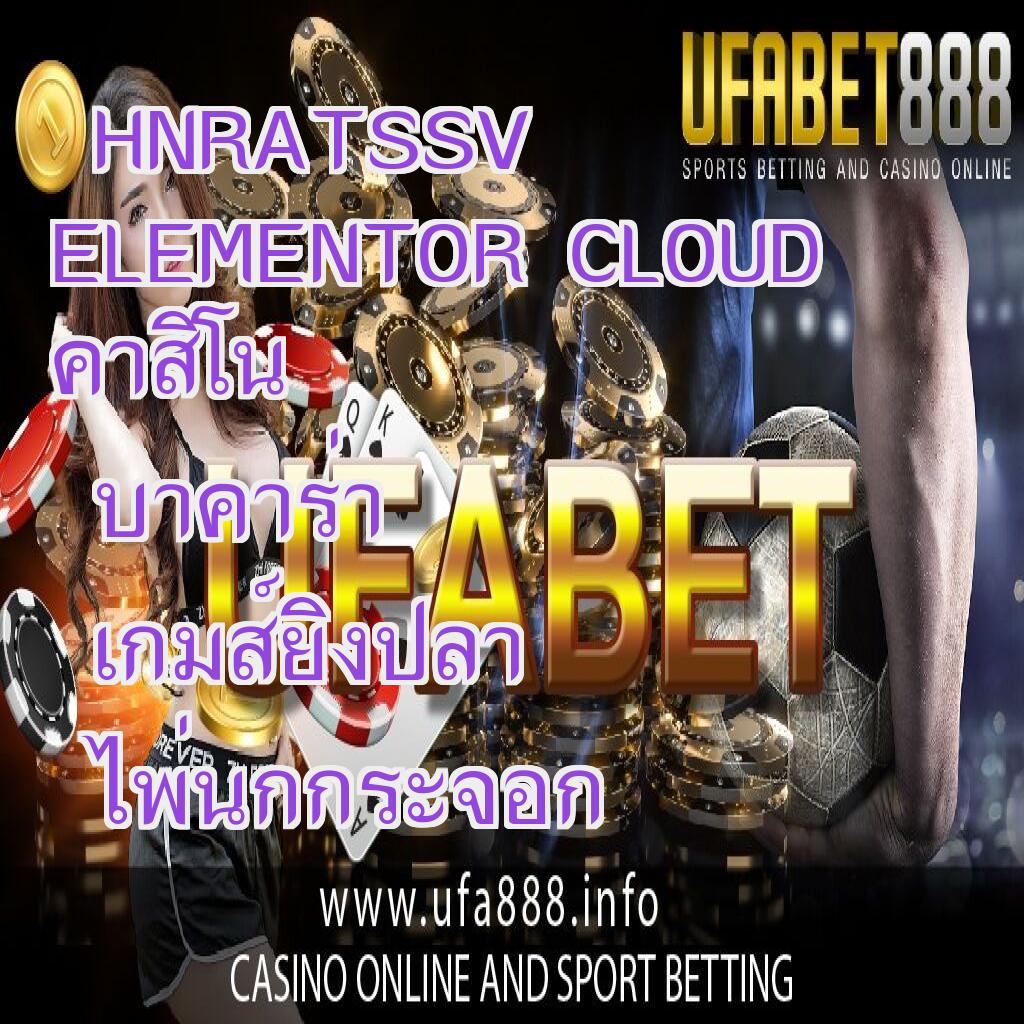 UFABET888
SPORTS BETTING AND CASINO ONLINE
HNRATSSV
ELEMENTOR CLOUD
คาสิโน
บาคาร่า
เกมส์ยิงปลา
ไพ่นกกระจอก
UFABET
Q K
www.ufa888.info
CASINO ONLINE AND SPORT BETTING